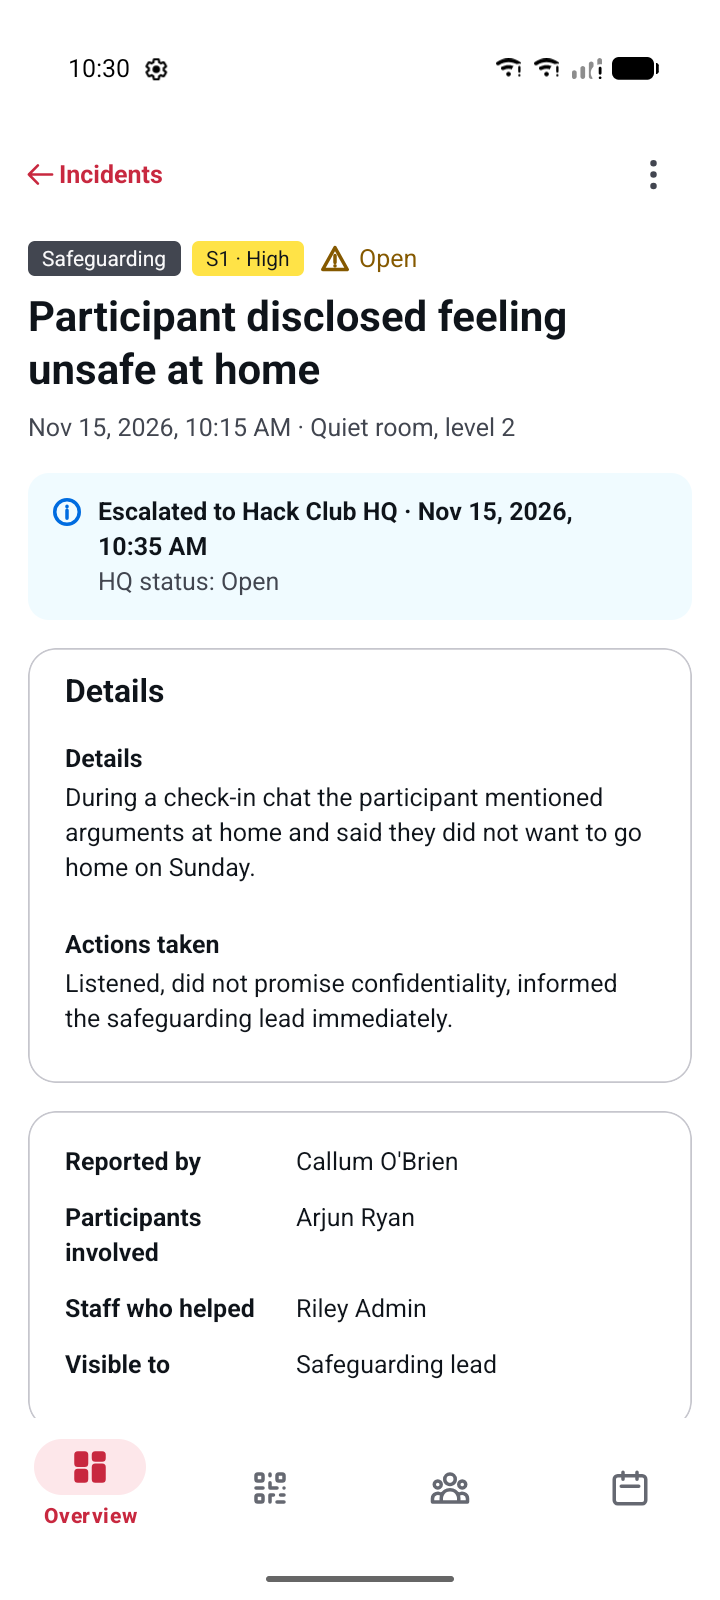 10:30
Incidents
Safeguarding
S1 · High
Open
Participant disclosed feeling
unsafe at home
Nov 15, 2026, 10:15 AM · Quiet room, level 2
Escalated to Hack Club HQ · Nov 15, 2026,
10:35 AM
HQ status: Open
Details
Details
During a check-in chat the participant mentioned
arguments at home and said they did not want to go
home on Sunday.
Actions taken
Listened, did not promise confidentiality, informed
the safeguarding lead immediately.
Reported by Callum O'Brien
Participants Arjun Ryan
involved
Staff who helped Riley Admin
Visible to Safeguarding lead
Overview